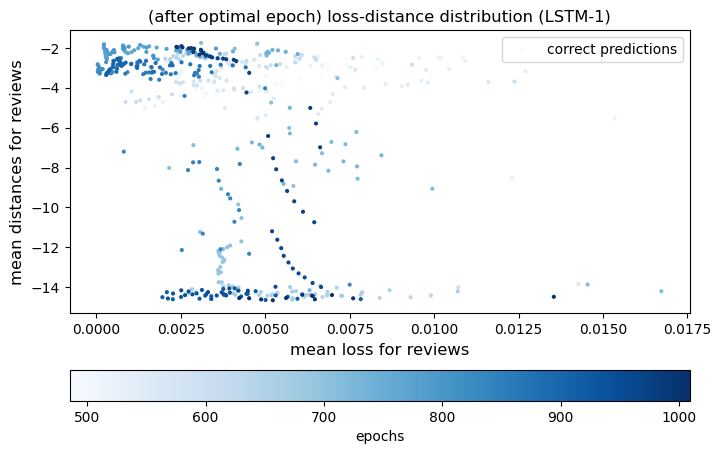 (after optimal epoch) loss-distance distribution (LSTM-1)
correct predictions
mean distances for reviews
−2
−4
−6
−8
−10
−12
−14
0.0000 0.0025 0.0050 0.0075 0.0100 0.0125 0.0150 0.0175
mean loss for reviews
500 600 700 800 900 1000
epochs